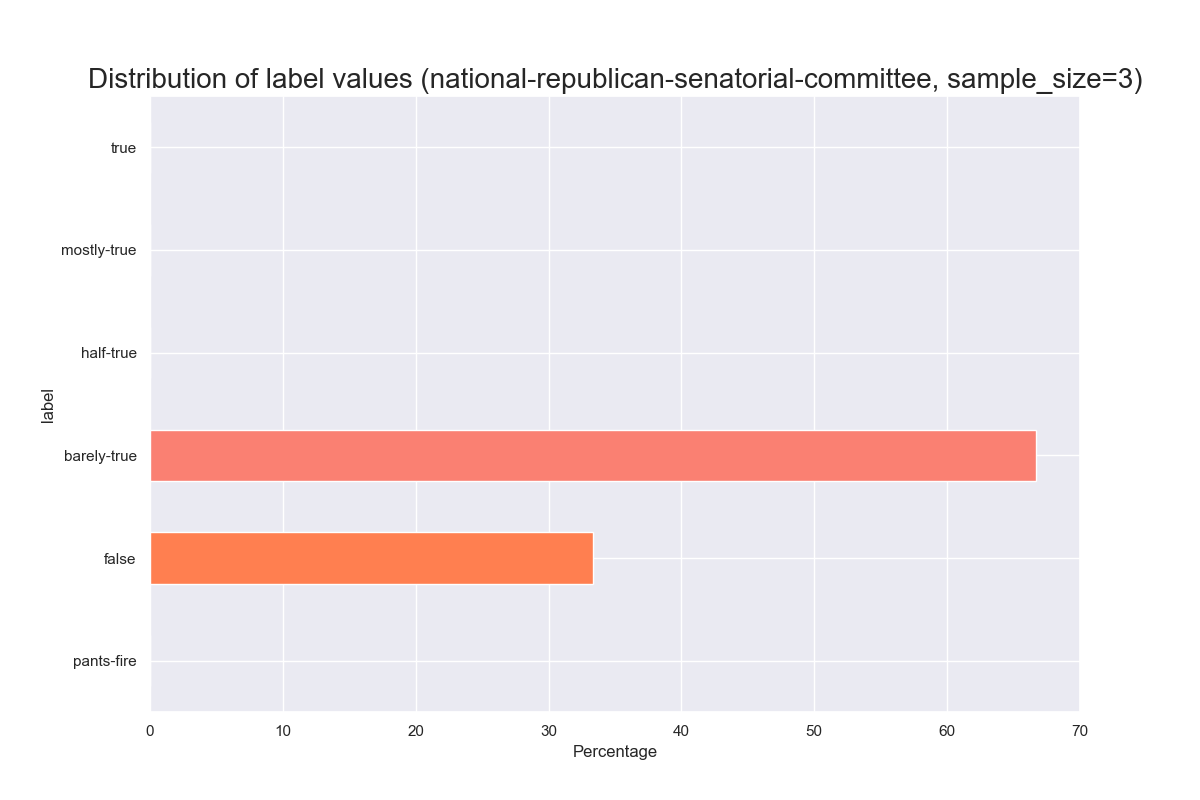 Distribution of label values (national-republican-senatorial-committee, sample_size=3)
true
mostly-true
half-true
label
barely-true
false
pants-fire
0 10 20 30 40 50 60 70
Percentage